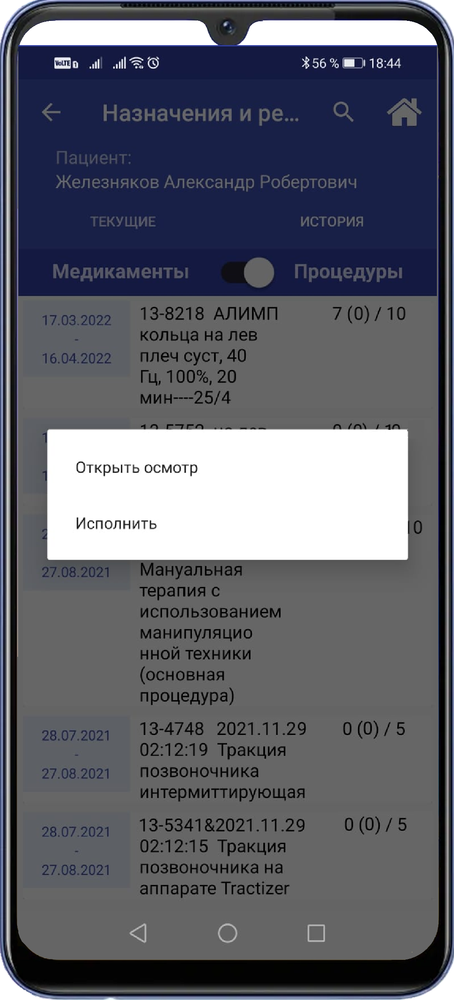 VoLTE 1 56 % 18:44
Назначения и ре...
Пациент:
Железняков Александр Робертович
ТЕКУЩИЕ ИСТОРИЯ
Медикаменты Процедуры
17.03.2022
-
16.04.2022
13-8218 АЛИМП
кольца на лев
плеч суст, 40
Гц, 100%, 20
мин----25/4
7 (0) / 10
Открыть осмотр
Исполнить
27.08.2021
Мануальная
терапия с
использованием
манипуляцио
нной техники
(основная
процедура)
28.07.2021
-
27.08.2021
13-4748 2021.11.29
02:12:19 Тракция
позвоночника
интермиттирующая
0 (0) / 5
28.07.2021
-
27.08.2021
13-5341&2021.11.29
02:12:15 Тракция
позвоночника на
аппарате Tractizer
0 (0) / 5